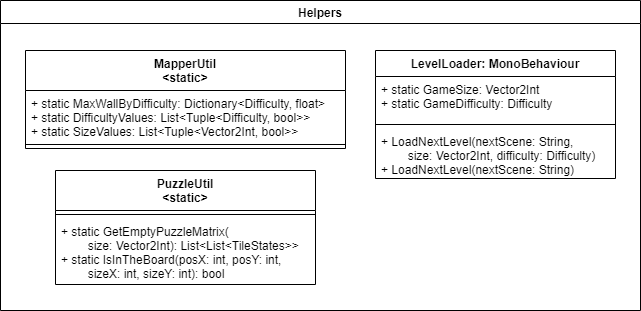 Helpers
MapperUtil
<static>
+ static MaxWallByDifficulty: Dictionary<Difficulty, float>
+ static DifficultyValues: List<Tuple<Difficulty, bool>>
+ static SizeValues: List<Tuple<Vector2Int, bool>>
LevelLoader: MonoBehaviour
+ static GameSize: Vector2Int
+ static GameDifficulty: Difficulty
+ LoadNextLevel(nextScene: String,
size: Vector2Int, difficulty: Difficulty)
+ LoadNextLevel(nextScene: String)
PuzzleUtil
<static>
+ static GetEmptyPuzzleMatrix(
size: Vector2Int): List<List<TileStates>>
+ static IsInTheBoard(posX: int, posY: int,
sizeX: int, sizeY: int): bool